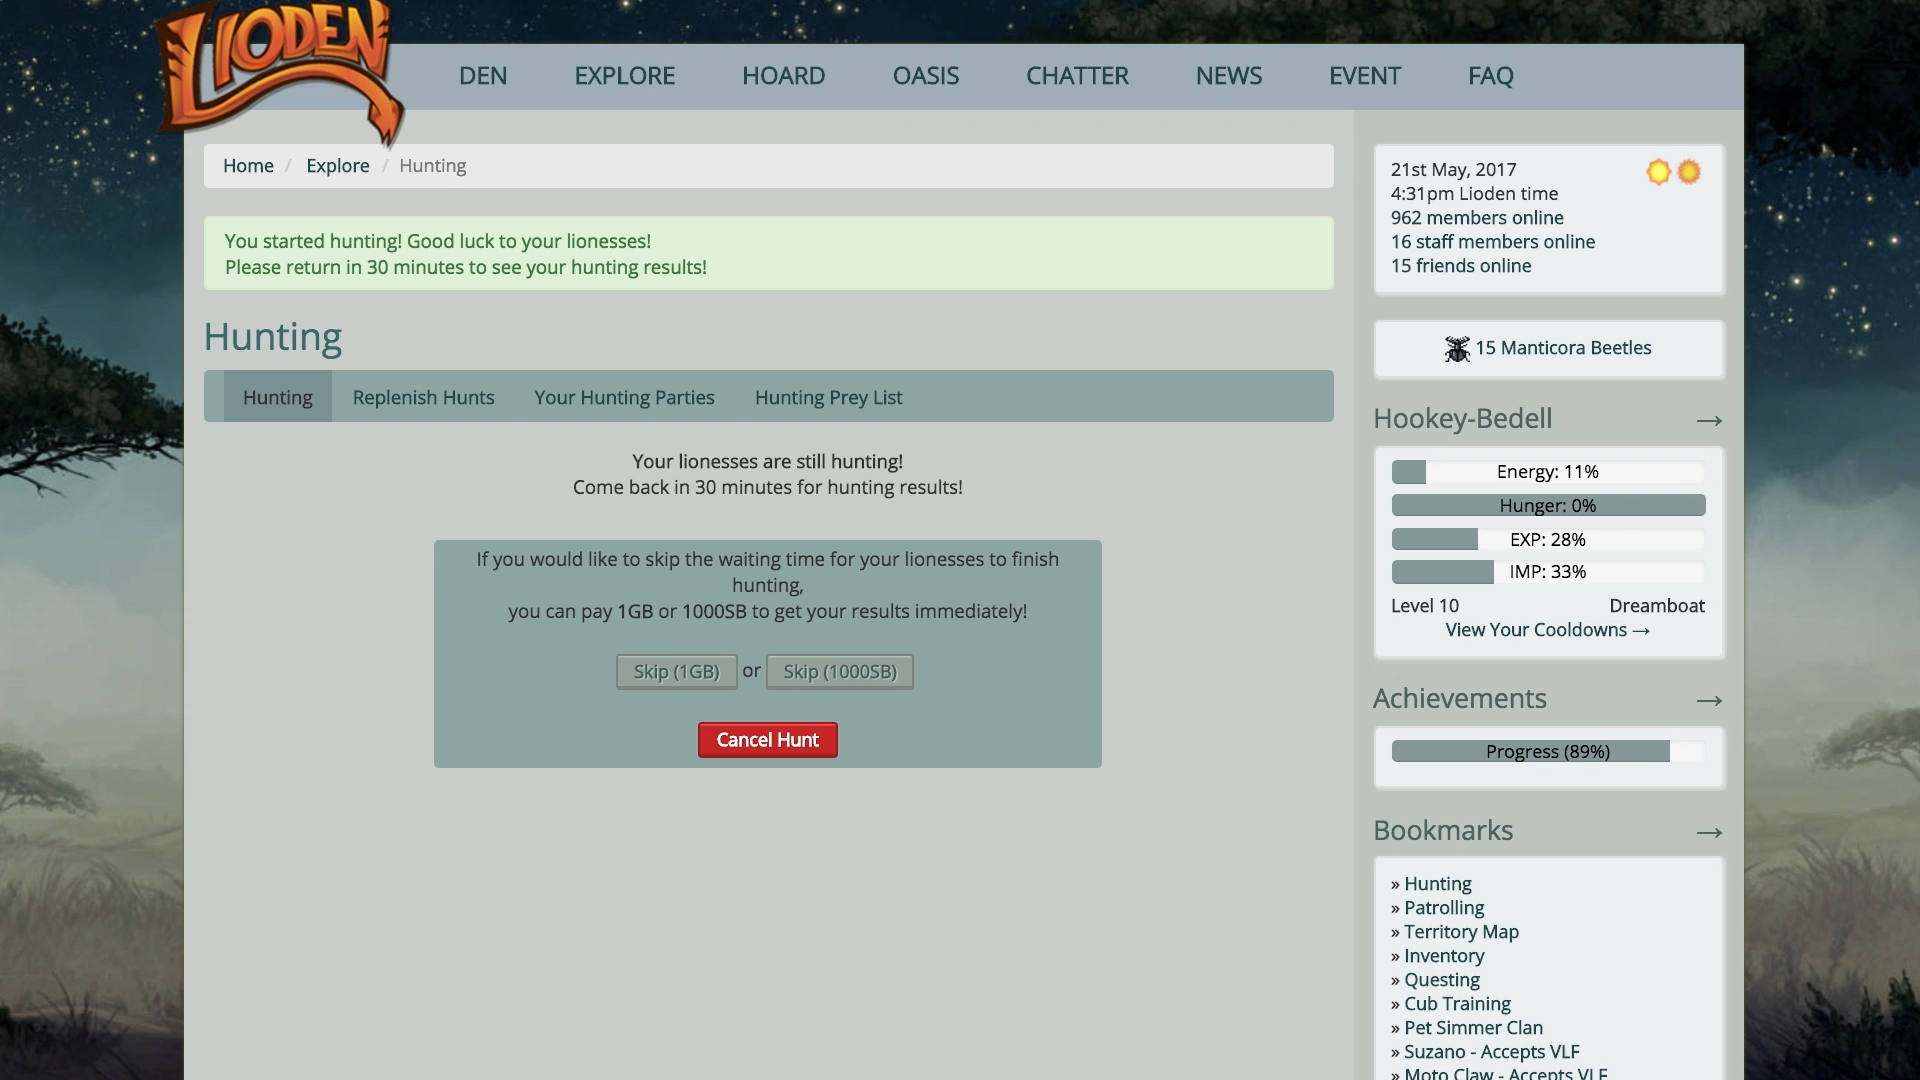 LIODEN
DEN
EXPLORE
HOARD
OASIS
CHATTER
NEWS
EVENT
FAQ
Home / Explore / Hunting
You started hunting! Good luck to your lionesses!
Please return in 30 minutes to see your hunting results!
Hunting
Hunting
Replenish Hunts
Your Hunting Parties
Hunting Prey List
Your lionesses are still hunting!
Come back in 30 minutes for hunting results!
If you would like to skip the waiting time for your lionesses to finish
hunting,
you can pay 1GB or 1000SB to get your results immediately!
Skip (1GB) or Skip (1000SB)
Cancel Hunt
21st May, 2017
4:31pm Lioden time
962 members online
16 staff members online
15 friends online
15 Manticora Beetles
Hookey-Bedell →
Energy: 11%
Hunger: 0%
EXP: 28%
IMP: 33%
Level 10 Dreamboat
View Your Cooldowns →
Achievements →
Progress (89%)
Bookmarks →
» Hunting
» Patrolling
» Territory Map
» Inventory
» Questing
» Cub Training
» Pet Simmer Clan
» Suzano - Accepts VLF
» Moto Claw - Accepts VLF